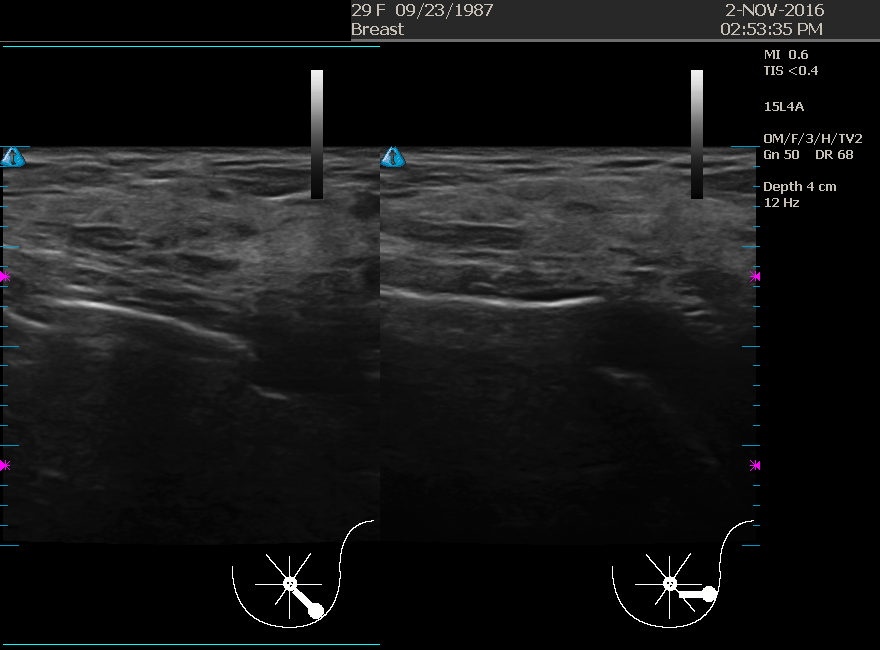 29 F 09/23/1987 2-NOV-2016
Breast 02:53:35 PM
MI 0.6
TIS <0.4
15L4A
OM/F/3/H/TV2
Gn 50 DR 68
Depth 4 cm
12 Hz